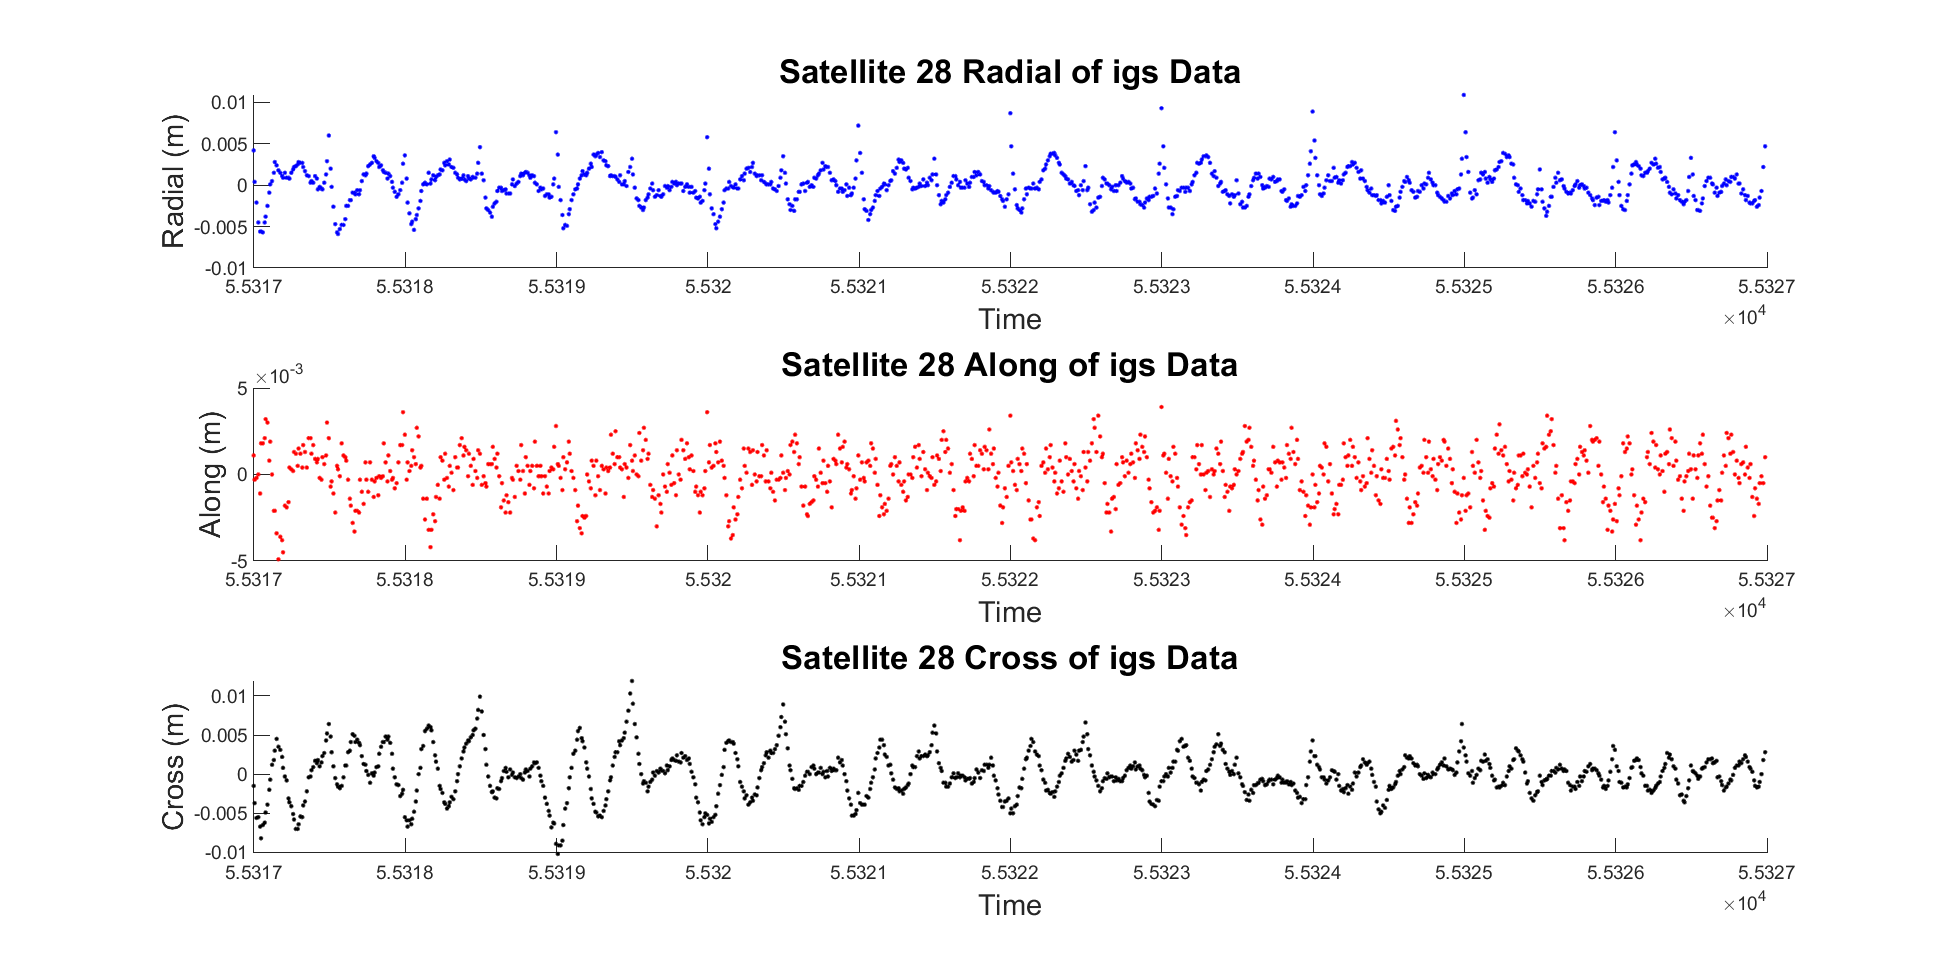 Satellite 28 Radial of igs Data
Radial (m)
0.01
0.005
0
-0.005
-0.01
5.5317 5.5318 5.5319 5.532 5.5321 5.5322 5.5323 5.5324 5.5325 5.5326 5.5327
Time
×10⁴
Satellite 28 Along of igs Data
×10⁻³
Along (m)
5
0
-5
5.5317 5.5318 5.5319 5.532 5.5321 5.5322 5.5323 5.5324 5.5325 5.5326 5.5327
Time
×10⁴
Satellite 28 Cross of igs Data
Cross (m)
0.01
0.005
0
-0.005
-0.01
5.5317 5.5318 5.5319 5.532 5.5321 5.5322 5.5323 5.5324 5.5325 5.5326 5.5327
Time
×10⁴